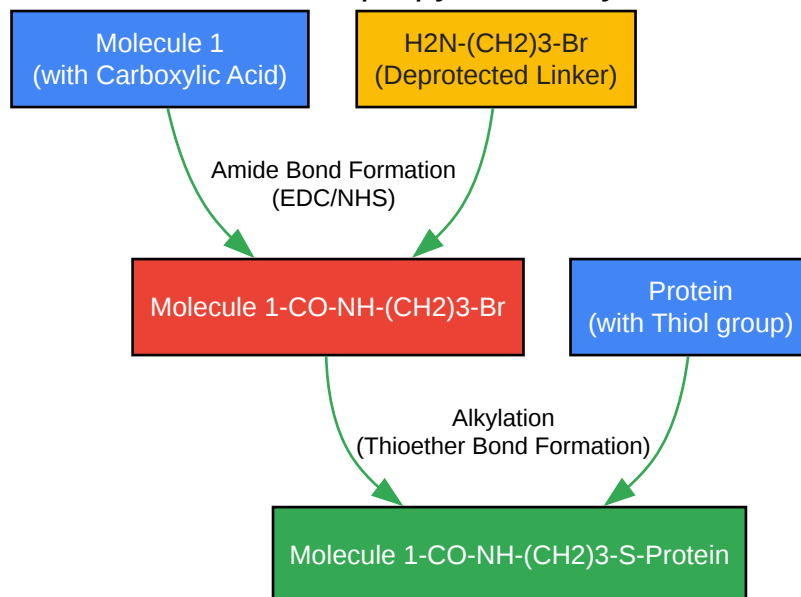 Molecule 1
(with Carboxylic Acid)
H2N-(CH2)3-Br
(Deprotected Linker)
Amide Bond Formation
(EDC/NHS)
Molecule 1-CO-NH-(CH2)3-Br
Protein
(with Thiol group)
Alkylation
(Thioether Bond Formation)
Molecule 1-CO-NH-(CH2)3-S-Protein